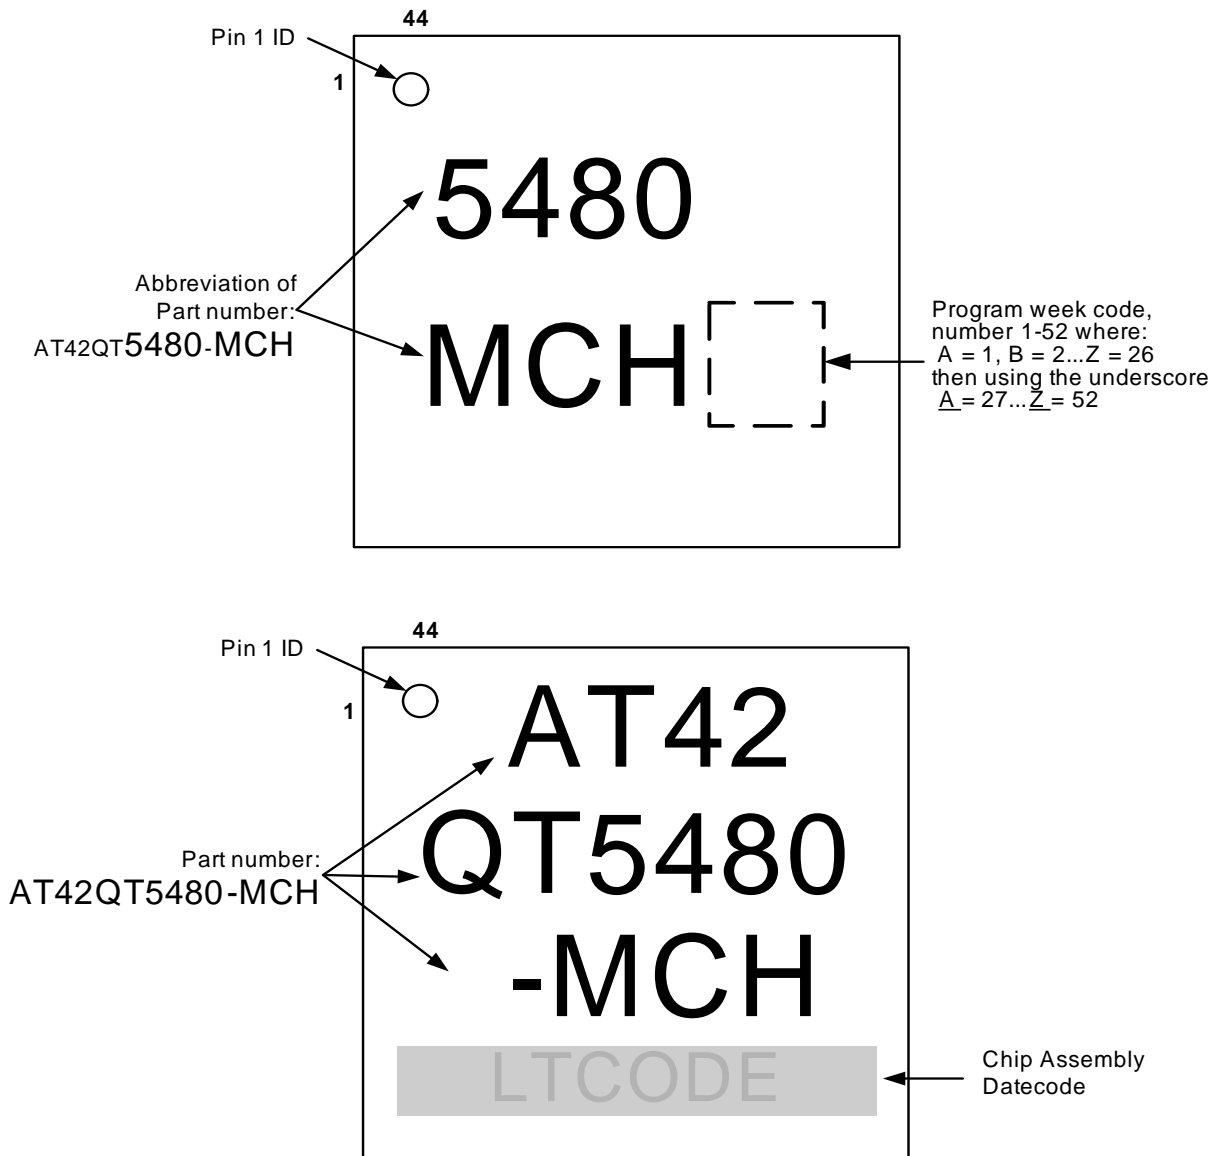 44
Pin 1 ID
1
5480
Abbreviation of
Part number:
AT42QT5480-MCH
MCH
Program week code,
number 1-52 where:
A = 1, B = 2...Z = 26
then using the underscore
A = 27...Z = 52
44
Pin 1 ID
1
AT42
QT5480
Part number:
AT42QT5480-MCH
-MCH
LTCODE
Chip Assembly
Datecode